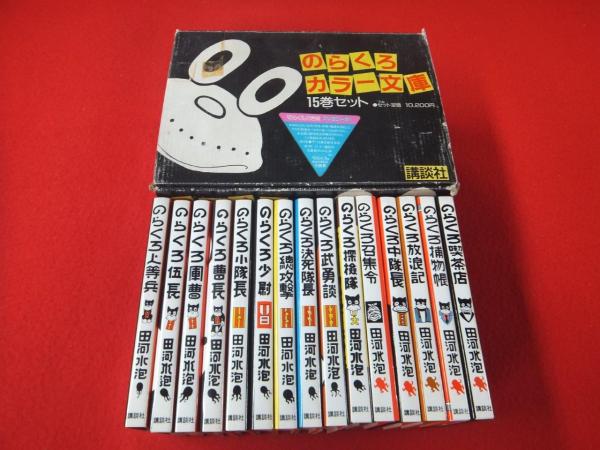 のらくろ
カラー文庫
15巻セット
●セット定価 10,200円
講談社
のらくろ上等兵 田河水泡 講談社
のらくろ伍長 田河水泡 講談社
のらくろ軍曹 田河水泡 講談社
のらくろ曹長 田河水泡 講談社
のらくろ小隊長 田河水泡 講談社
のらくろ少尉 田河水泡 講談社
のらくろ總攻撃 田河水泡 講談社
のらくろ決死隊長 田河水泡 講談社
のらくろ武勇談 田河水泡 講談社
のらくろ探検隊 田河水泡 講談社
のらくろ召集令 田河水泡 講談社
のらくろ中隊長 田河水泡 講談社
のらくろ放浪記 田河水泡 講談社
のらくろ捕物帳 田河水泡 講談社
のらくろ喫茶店 田河水泡 講談社